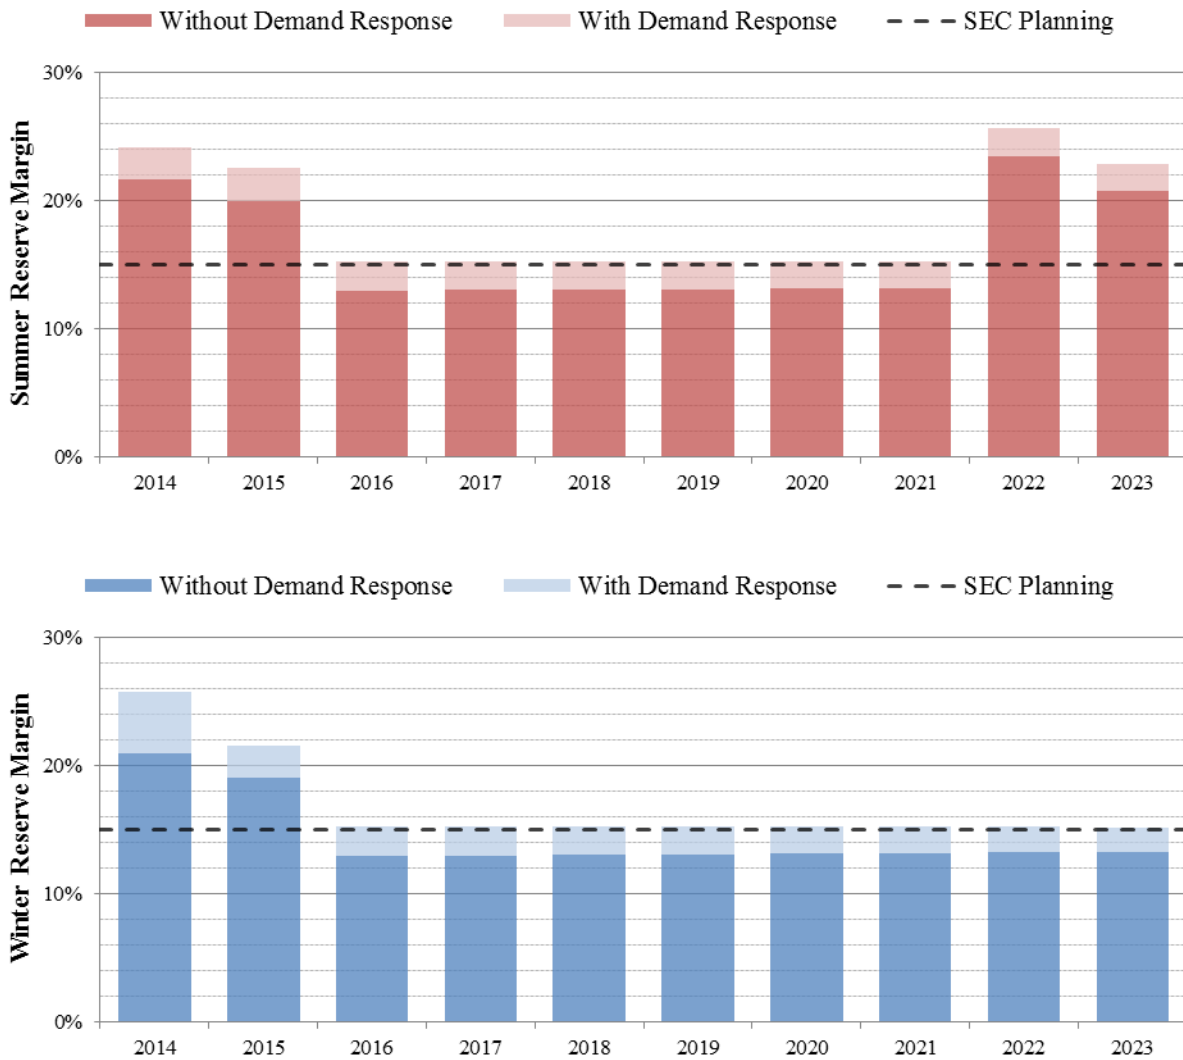 Without Demand Response With Demand Response SEC Planning
30%
20%
10%
0%
Summer Reserve Margin
2014 2015 2016 2017 2018 2019 2020 2021 2022 2023
Without Demand Response With Demand Response SEC Planning
30%
20%
10%
0%
Winter Reserve Margin
2014 2015 2016 2017 2018 2019 2020 2021 2022 2023